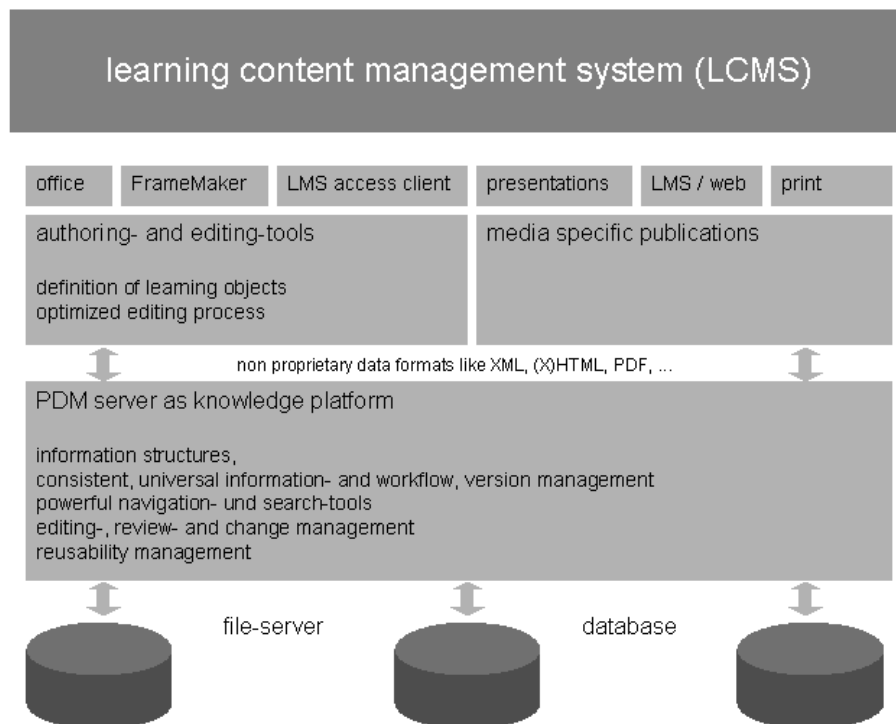 learning content management system (LCMS)
office
FrameMaker
LMS access client
presentations
LMS / web
print
authoring- and editing-tools
definition of learning objects
optimized editing process
media specific publications
non proprietary data formats like XML, (X)HTML, PDF, ...
PDM server as knowledge platform
information structures,
consistent, universal information- and workflow, version management
powerful navigation- und search-tools
editing-, review- and change management
reusability management
file-server
database